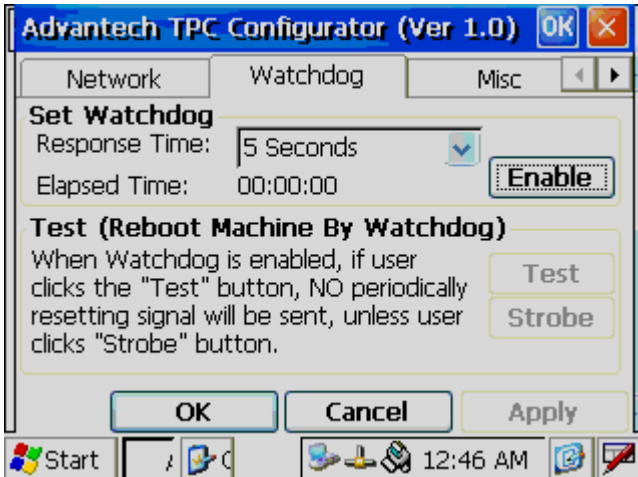 Advantech TPC Configurator (Ver 1.0) OK
Network Watchdog Misc
Set Watchdog
Response Time: 5 Seconds
Elapsed Time: 00:00:00 Enable
Test (Reboot Machine By Watchdog)
When Watchdog is enabled, if user
clicks the "Test" button, NO periodically
resetting signal will be sent, unless user
clicks "Strobe" button.
Test
Strobe
OK Cancel Apply
Start 12:46 AM